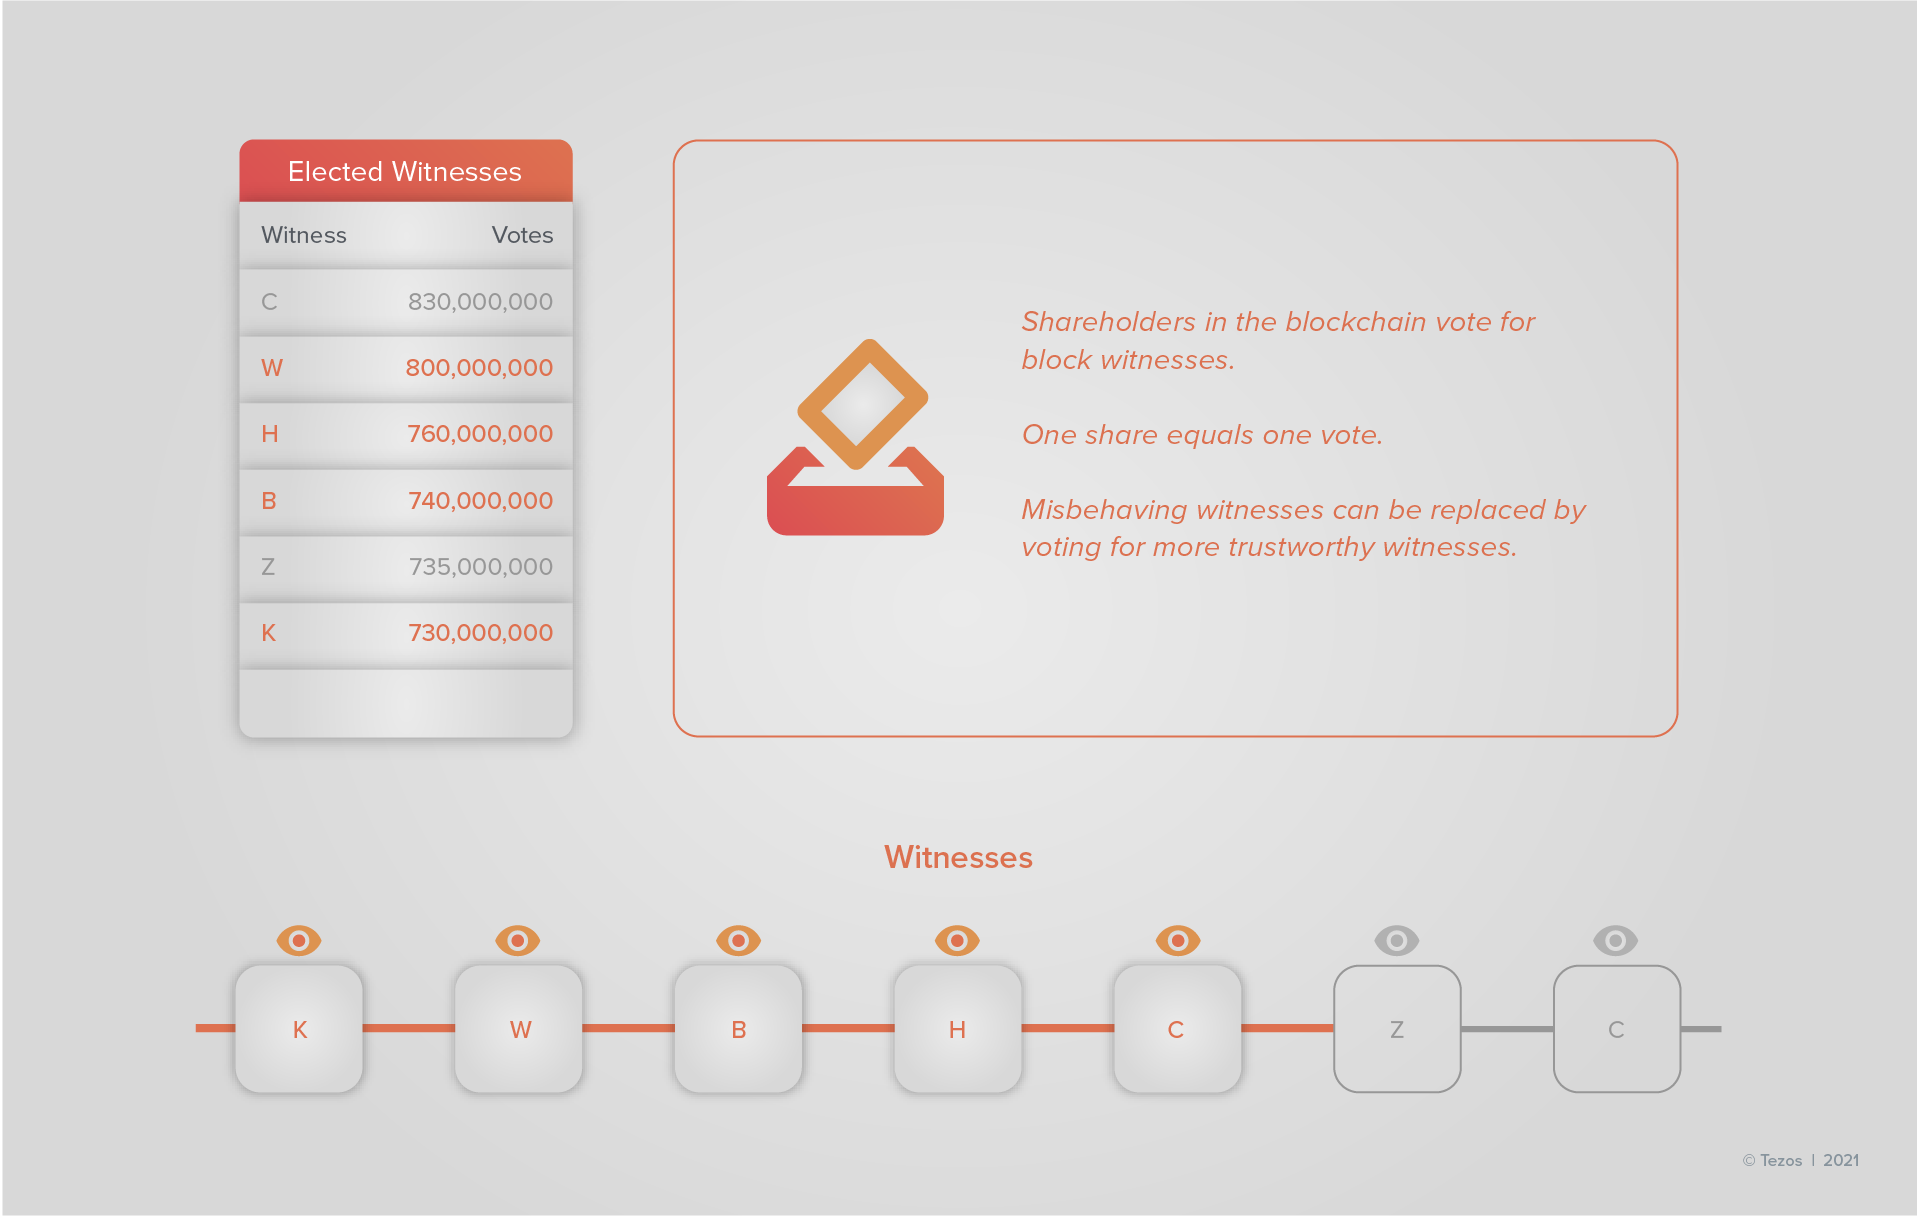 Elected Witnesses
Witness Votes
C 830,000,000
W 800,000,000
H 760,000,000
B 740,000,000
Z 735,000,000
K 730,000,000
Shareholders in the blockchain vote for
block witnesses.
One share equals one vote.
Misbehaving witnesses can be replaced by
voting for more trustworthy witnesses.
Witnesses
K W B H C Z C
© Tezos | 2021